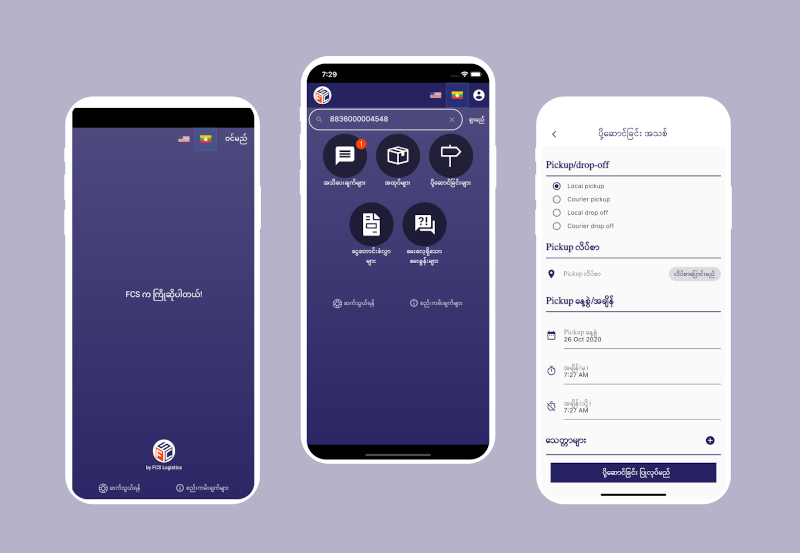 ဝင်မည်
FCS က ကြိုဆိုပါတယ်!
by FCS Logistics
ဆက်သွယ်ရန်
စည်းကမ်းချက်များ
7:29
8836000004548
ရှာမည်
1
အသိပေးချက်များ
အထုပ်များ
ပို့ဆောင်ခြင်းများ
ငွေတောင်းခံလွှာ
များ
မေးလေ့ရှိသော
မေးခွန်းများ
ဆက်သွယ်ရန်
စည်းကမ်းချက်များ
ပို့ဆောင်ခြင်း အသစ်
Pickup/drop-off
Local pickup
Courier pickup
Local drop off
Courier drop off
Pickup လိပ်စာ
Pickup လိပ်စာ
လိပ်စာပြောင်းမည်
Pickup နေ့စွဲ/အချိန်
Pickup နေ့စွဲ
26 Oct 2020
အချိန်(မှ)
7:27 AM
အချိန်(သို့)
7:27 AM
သေတ္တာများ
ပို့ဆောင်ခြင်း ပြုလုပ်မည်